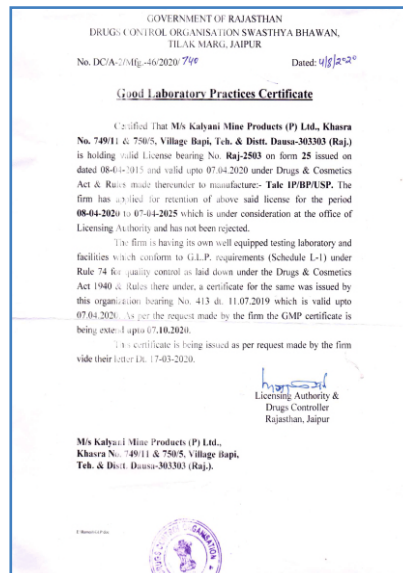 GOVERNMENT OF RAJASTHAN
DRUGS CONTROL ORGANISATION SWASTHYA BHAWAN,
TILAK MARG, JAIPUR
No. DC/A-2/Mfg.-46/2020/740 Dated: 4/8/2020
Good Laboratory Practices Certificate
Certified That M/s Kalyani Mine Products (P) Ltd., Khasra
No. 749/11 & 750/5, Village Bapi, Teh. & Distt. Dausa-303303 (Raj.)
is holding valid License bearing No. Raj-2503 on form 25 issued on
dated 08-04-2015 and valid upto 07.04.2020 under Drugs & Cosmetics
Act & Rules made thereunder to manufacture:- Talc IP/BP/USP. The
firm has applied for retention of above said license for the period
08-04-2020 to 07-04-2025 which is under consideration at the office of
Licensing Authority and has not been rejected.
The firm is having its own well equipped testing laboratory and
facilities which conform to G.L.P. requirements (Schedule L-1) under
Rule 74 for quality control as laid down under the Drugs & Cosmetics
Act 1940 & Rules there under, a certificate for the same was issued by
this organization bearing No. 413 dt. 11.07.2019 which is valid upto
07.04.2020. As per the request made by the firm the GMP certificate is
being extend upto 07.10.2020.
This certificate is being issued as per request made by the firm
vide their letter Dt. 17-03-2020.
Licensing Authority &
Drugs Controller
Rajasthan, Jaipur
M/s Kalyani Mine Products (P) Ltd.,
Khasra No. 749/11 & 750/5, Village Bapi,
Teh. & Distt. Dausa-303303 (Raj.).
DRUGS CONTROL ORGANISATION